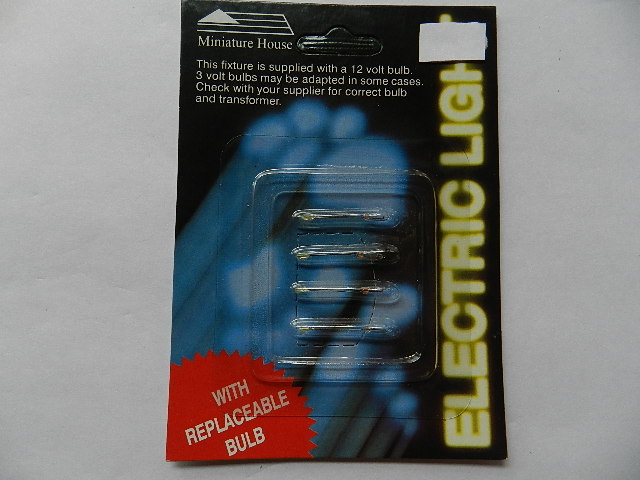 Miniature House
This fixture is supplied with a 12 volt bulb.
3 volt bulbs may be adapted in some cases.
Check with your supplier for correct bulb
and transformer.
ELECTRIC LIGH
WITH
REPLACEABLE
BULB